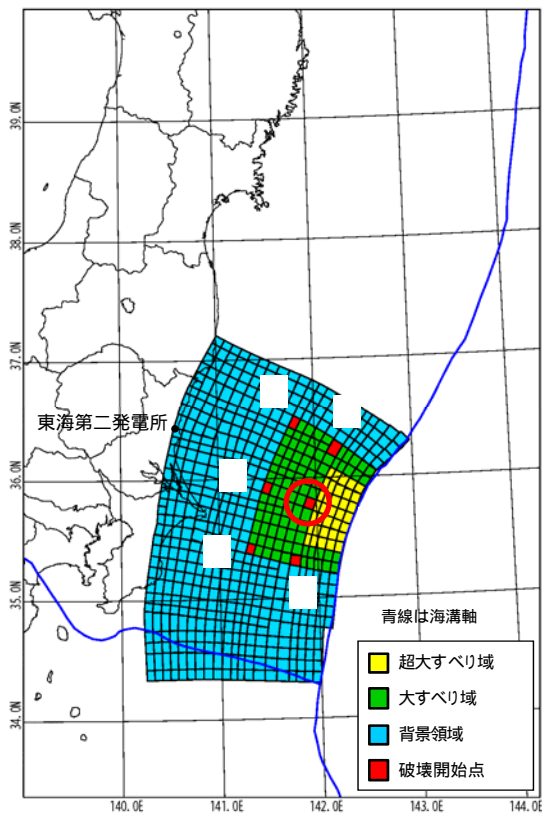 39.0N
38.0N
37.0N
東海第二発電所
36.0N
35.0N
青線は海溝軸
超大すべり域
大すべり域
34.0N
背景領域
破壊開始点
140.0E
141.0E
142.0E
143.0E
144.0E